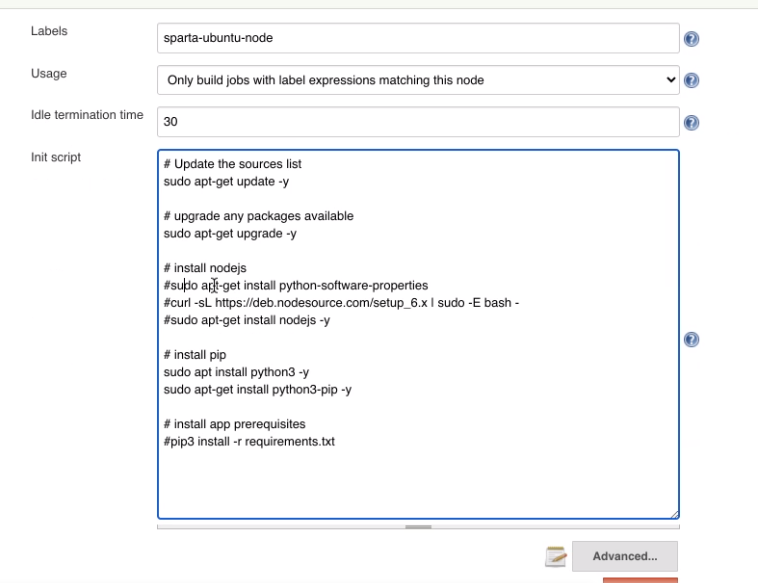 Labels
sparta-ubuntu-node
Usage
Only build jobs with label expressions matching this node
Idle termination time
30
Init script
# Update the sources list
sudo apt-get update -y
# upgrade any packages available
sudo apt-get upgrade -y
# install nodejs
#sudo apt-get install python-software-properties
#curl -sL https://deb.nodesource.com/setup_6.x | sudo -E bash -
#sudo apt-get install nodejs -y
# install pip
sudo apt install python3 -y
sudo apt-get install python3-pip -y
# install app prerequisites
#pip3 install -r requirements.txt
Advanced...